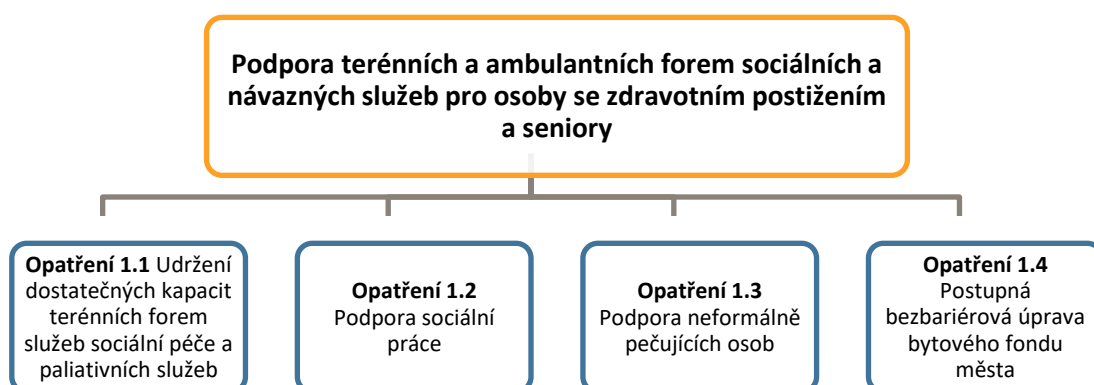 Podpora terénních a ambulantních forem sociálních a
návazných služeb pro osoby se zdravotním postižením
a seniory
Opatření 1.1 Udržení
dostatečných kapacit
terénních forem
služeb sociální péče a
paliativních služeb
Opatření 1.2
Podpora sociální
práce
Opatření 1.3
Podpora neformálně
pečujících osob
Opatření 1.4
Postupná
bezbariérová úprava
bytového fondu
města